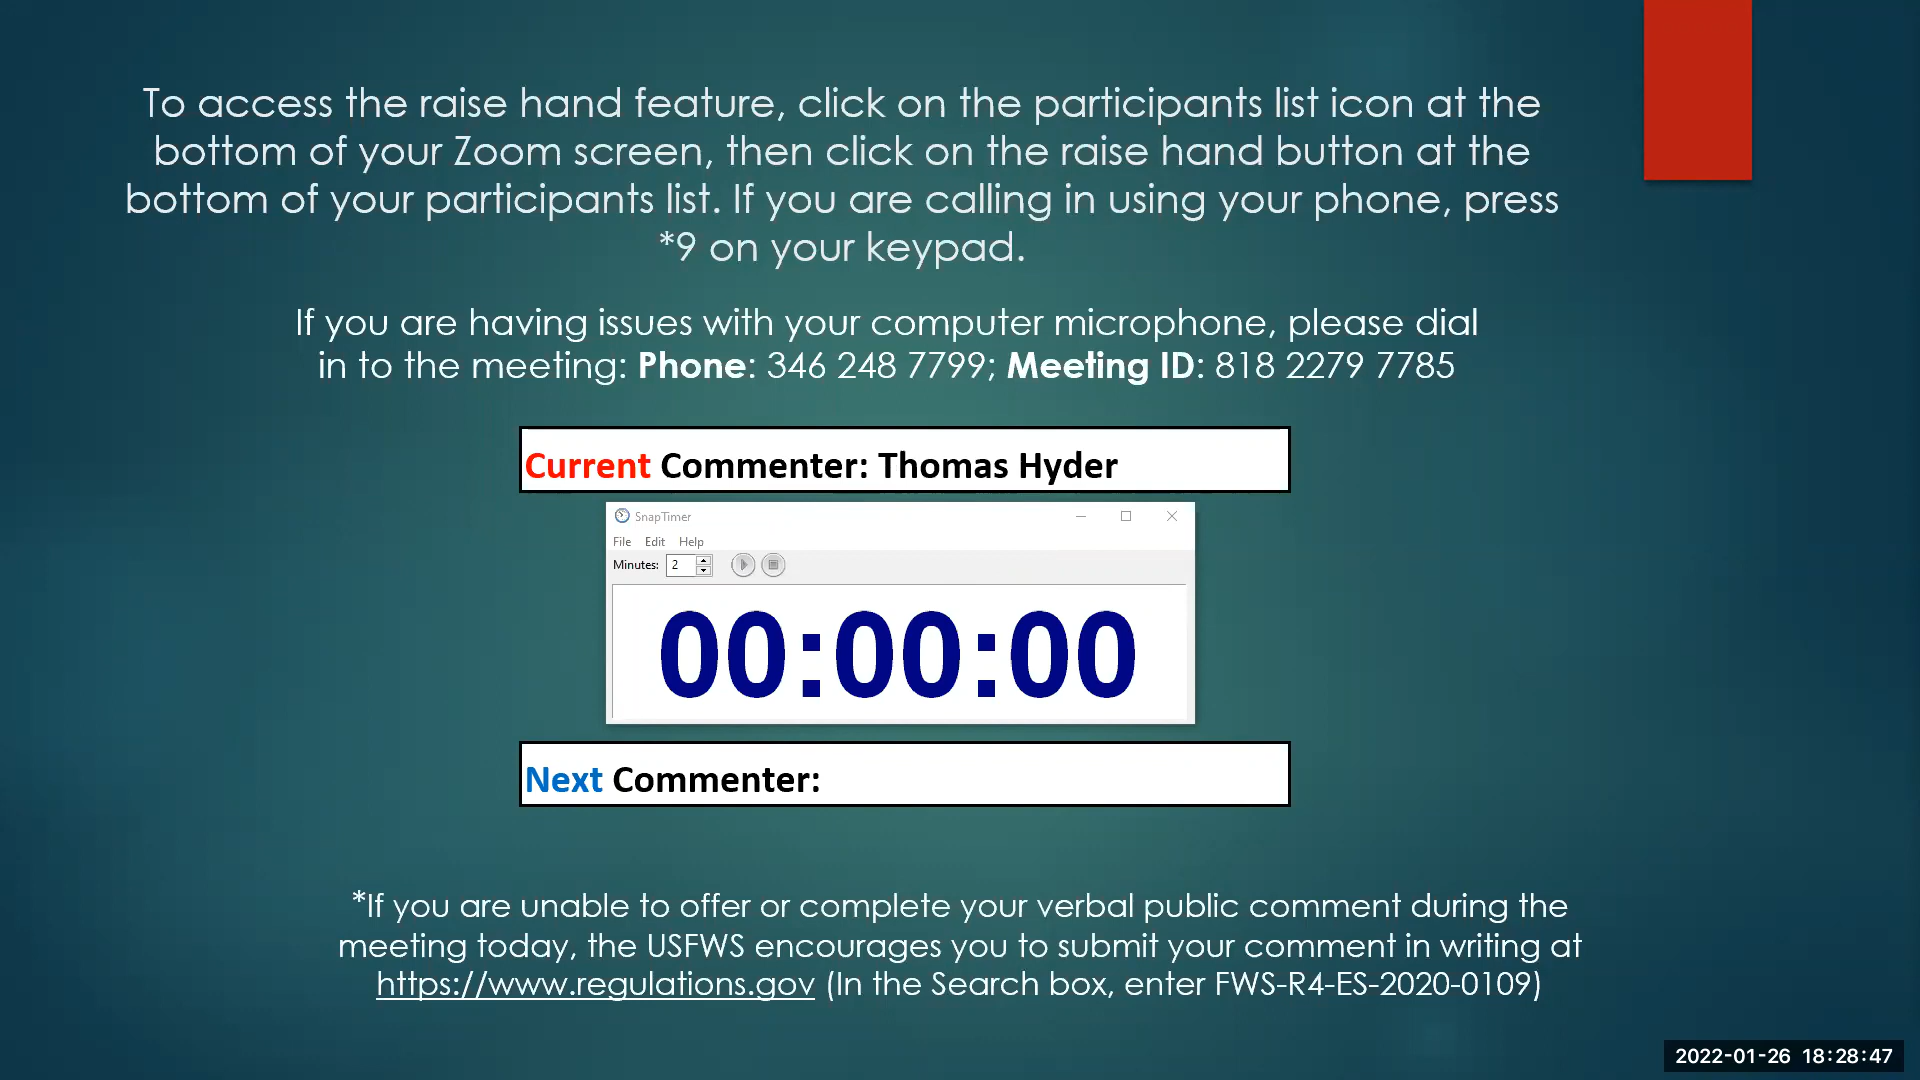 To access the raise hand feature, click on the participants list icon at the
bottom of your Zoom screen, then click on the raise hand button at the
bottom of your participants list. If you are calling in using your phone, press
*9 on your keypad.
If you are having issues with your computer microphone, please dial
in to the meeting: Phone: 346 248 7799; Meeting ID: 818 2279 7785
Current Commenter: Thomas Hyder
SnapTimer
File Edit Help
Minutes: 2
00:00:00
Next Commenter:
*If you are unable to offer or complete your verbal public comment during the
meeting today, the USFWS encourages you to submit your comment in writing at
https://www.regulations.gov (In the Search box, enter FWS-R4-ES-2020-0109)
2022-01-26 18:28:47